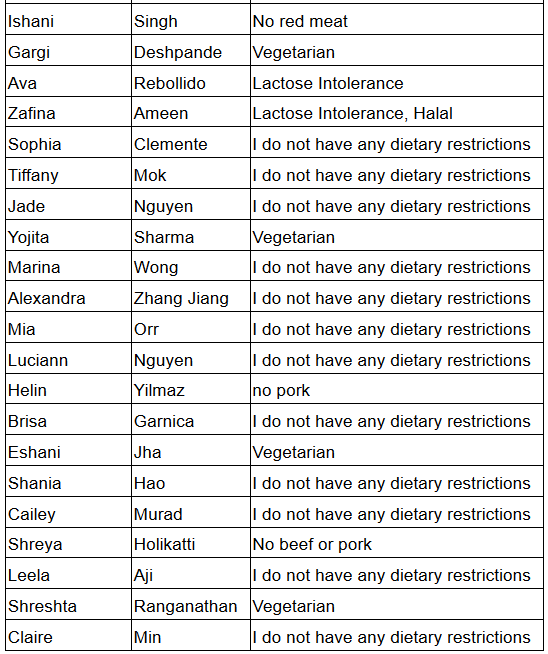 Ishani Singh No red meat
Gargi Deshpande Vegetarian
Ava Rebollido Lactose Intolerance
Zafina Ameen Lactose Intolerance, Halal
Sophia Clemente I do not have any dietary restrictions
Tiffany Mok I do not have any dietary restrictions
Jade Nguyen I do not have any dietary restrictions
Yojita Sharma Vegetarian
Marina Wong I do not have any dietary restrictions
Alexandra Zhang Jiang I do not have any dietary restrictions
Mia Orr I do not have any dietary restrictions
Luciann Nguyen I do not have any dietary restrictions
Helin Yilmaz no pork
Brisa Garnica I do not have any dietary restrictions
Eshani Jha Vegetarian
Shania Hao I do not have any dietary restrictions
Cailey Murad I do not have any dietary restrictions
Shreya Holikatti No beef or pork
Leela Aji I do not have any dietary restrictions
Shreshta Ranganathan Vegetarian
Claire Min I do not have any dietary restrictions